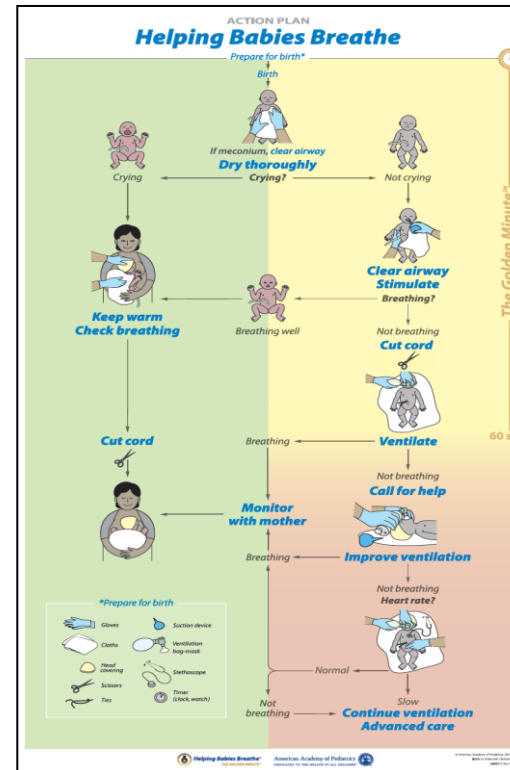 ACTION PLAN
Helping Babies Breathe
Prepare for birth*
Birth
If meconium, clear airway
Dry thoroughly
Crying
Crying?
Not crying
Clear airway
Stimulate
Breathing?
Keep warm
Check breathing
Breathing well
Not breathing
Cut cord
The Golden Minute
60 s
Cut cord
Breathing
Ventilate
Not breathing
Call for help
Monitor
with mother
Breathing
Improve ventilation
Not breathing
Heart rate?
*Prepare for birth
Gloves
Suction device
Cloths
Ventilation
bag-mask
Head
covering
Stethoscope
Scissors
Ties
Timer
(clock, watch)
Normal
Slow
Not
breathing
Continue ventilation
Advanced care
Helping Babies Breathe
American Academy of Pediatrics